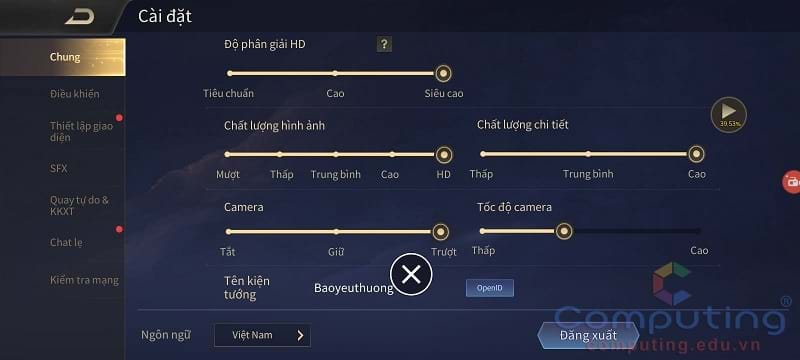 Cài đặt
Chung
Điều khiển
Thiết lập giao
diện
SFX
Quay tự do &
KKXT
Chat lẹ
Kiểm tra mạng
Độ phân giải HD
?
Tiêu chuẩn
Cao
Siêu cao
39.53%
Chất lượng hình ảnh
Chất lượng chi tiết
Mượt
Thấp
Trung bình
Cao
HD
Thấp
Trung bình
Cao
Camera
Tốc độ camera
Tắt
Giữ
Trượt
Thấp
Cao
Tên kiện
tướng
Baoyeuthuong
OpenID
Ngôn ngữ
Việt Nam
Đăng xuất
Computing®
computing.edu.vn